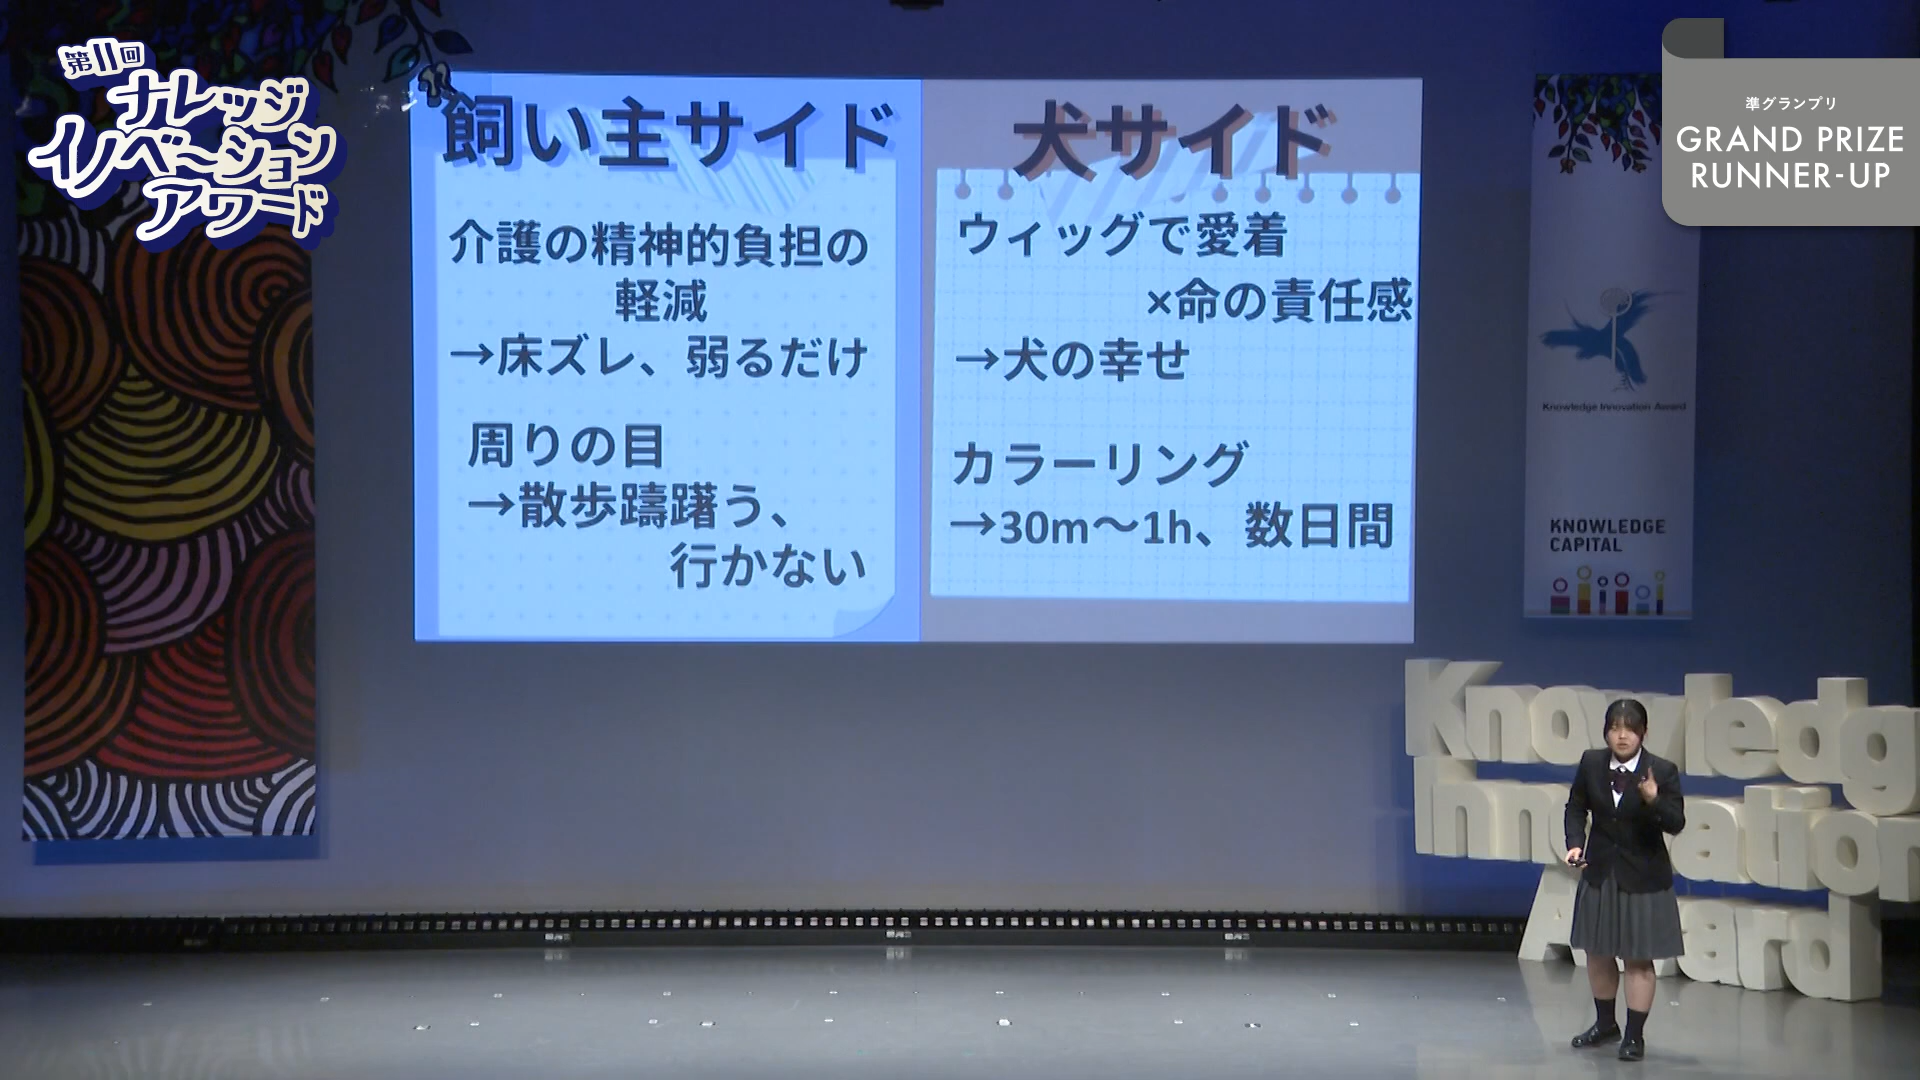 第11回
ナレッジ
イノベーション
アワード
飼い主サイド
介護の精神的負担の
軽減
→床ズレ、弱るだけ
周りの目
→散歩躊躇う、
行かない
犬サイド
ウィッグで愛着
×命の責任感
→犬の幸せ
カラーリング
→30m～1h、数日間
準グランプリ
GRAND PRIZE
RUNNER-UP
Knowledge Innovation Award
KNOWLEDGE
CAPITAL
Knowledg
Innovation
Award